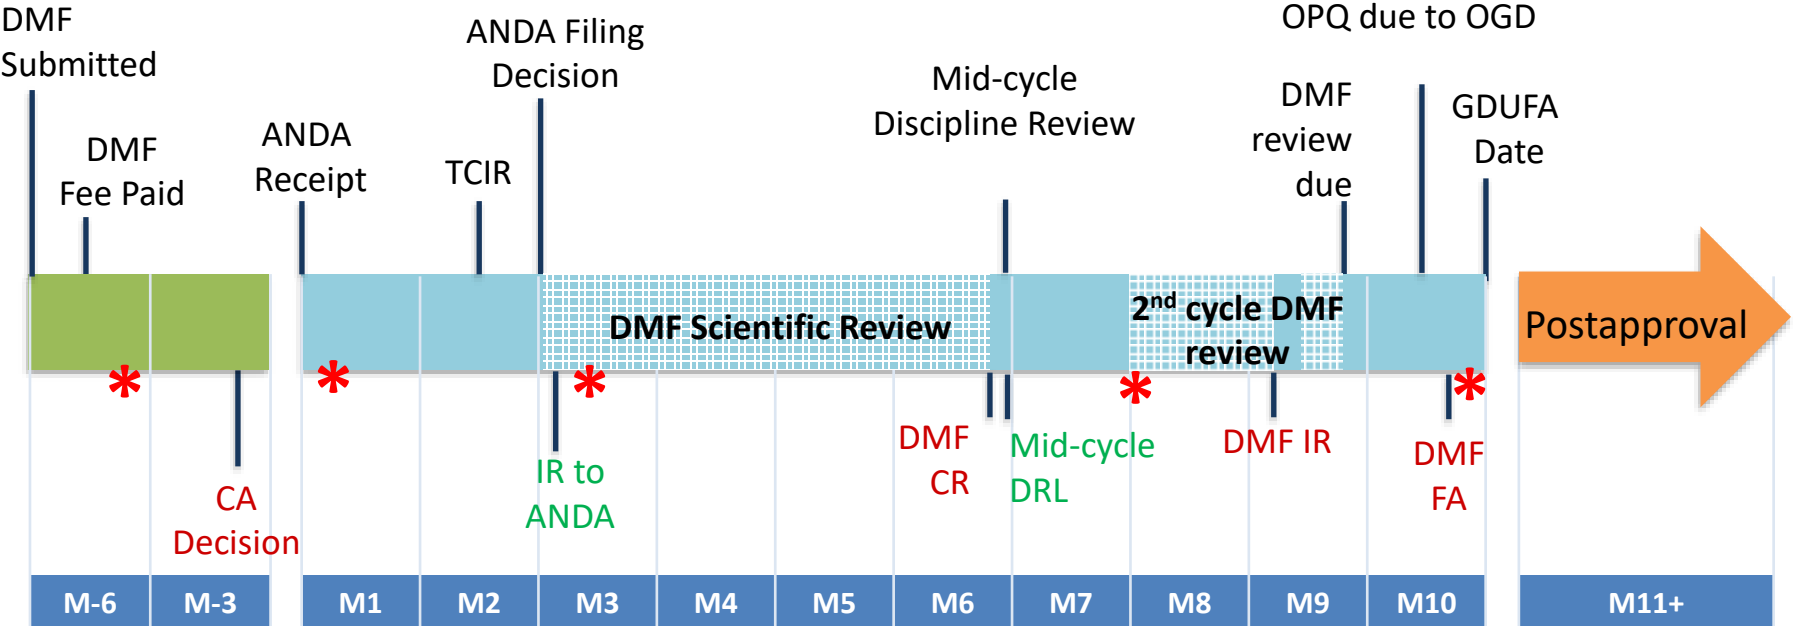 DMF
Submitted
DMF
Fee Paid
ANDA
Receipt
TCIR
ANDA Filing
Decision
Mid-cycle
Discipline Review
OPQ due to OGD
DMF
review
due
GDUFA
Date
DMF Scientific Review
2nd cycle DMF
review
Postapproval
*
*
*
*
*
CA
Decision
IR to
ANDA
DMF
CR
Mid-cycle
DRL
DMF IR
DMF
FA
M-6
M-3
M1
M2
M3
M4
M5
M6
M7
M8
M9
M10
M11+